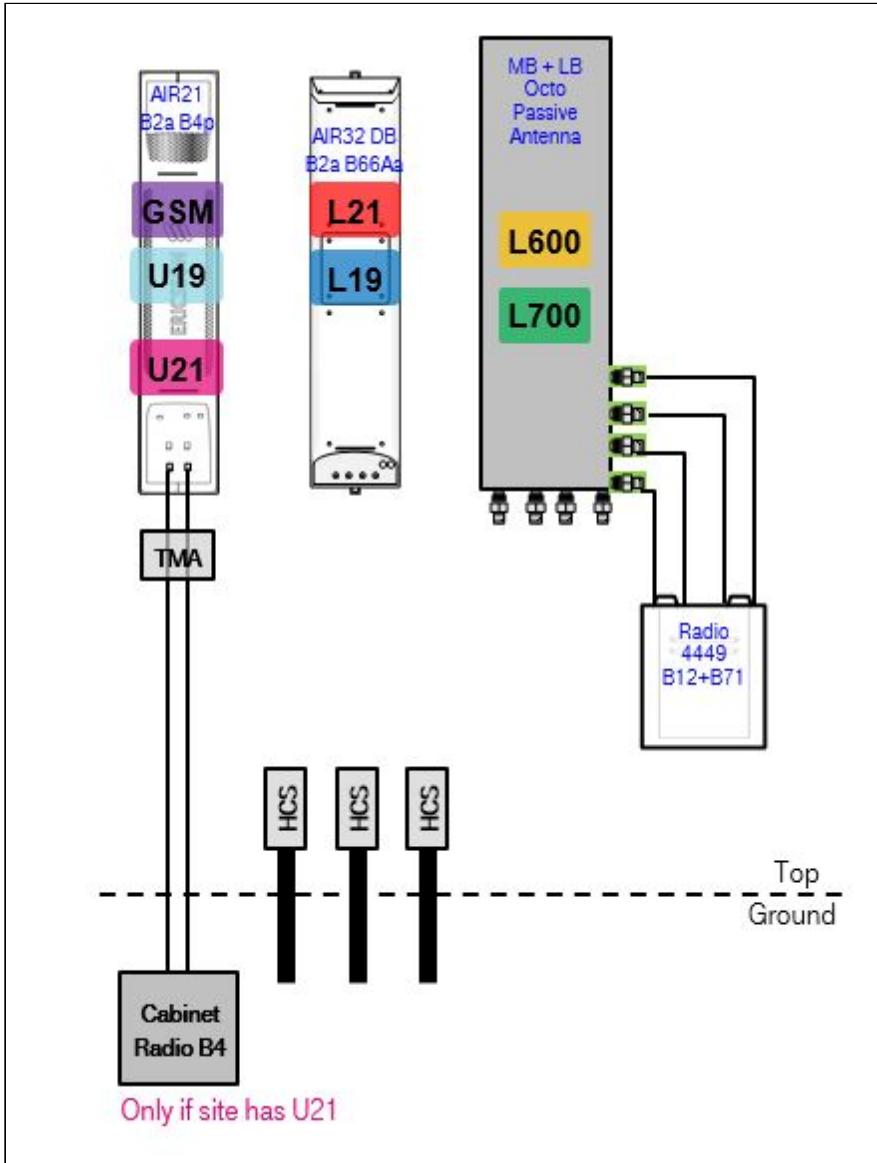 AIR21
B2a B4p
GSM
U19
U21
TMA
AIR32 DB
B2a B66Aa
L21
L19
MB + LB
Octo
Passive
Antenna
L600
L700
Radio
4449
B12+B71
HCS
HCS
HCS
Top
Ground
Cabinet
Radio B4
Only if site has U21